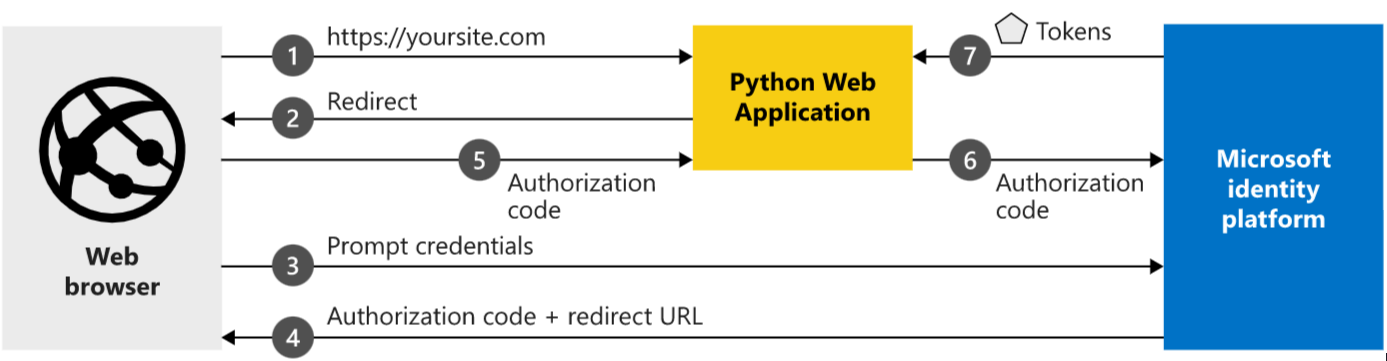 1
https://yoursite.com
2
Redirect
5
Authorization
code
3
Prompt credentials
4
Authorization code + redirect URL
Web
browser
Python Web
Application
7
Tokens
6
Authorization
code
Microsoft
identity
platform